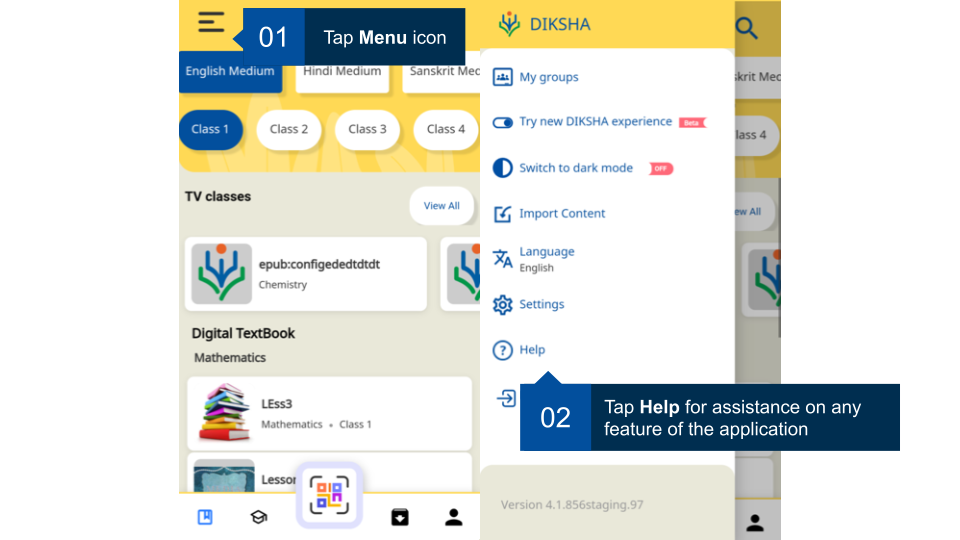 01
Tap Menu icon
English Medium
Hindi Medium
Sanskrit Med
Class 1
Class 2
Class 3
Class 4
TV classes
View All
epub:configededtdtdt
Chemistry
Digital TextBook
Mathematics
LEss3
Mathematics • Class 1
Lesson
DIKSHA
My groups
Try new DIKSHA experience Beta
Switch to dark mode OFF
Import Content
Language
English
Settings
Help
02
Tap Help for assistance on any
feature of the application
Version 4.1.856staging.97
skrit Med
lass 4
ew All